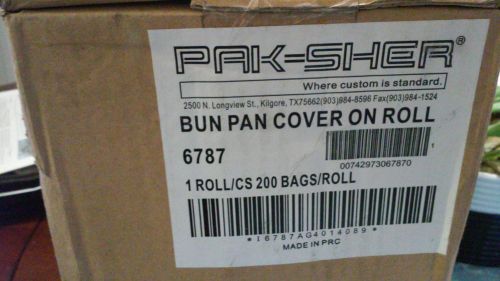 PAK-SHER®
Where custom is standard.
2500 N. Longview St., Kilgore, TX75662(903)984-8596 Fax(903)984-1524
BUN PAN COVER ON ROLL
6787
00742973067870
1
1 ROLL/CS 200 BAGS/ROLL
*I6787AG4014089*
MADE IN PRC